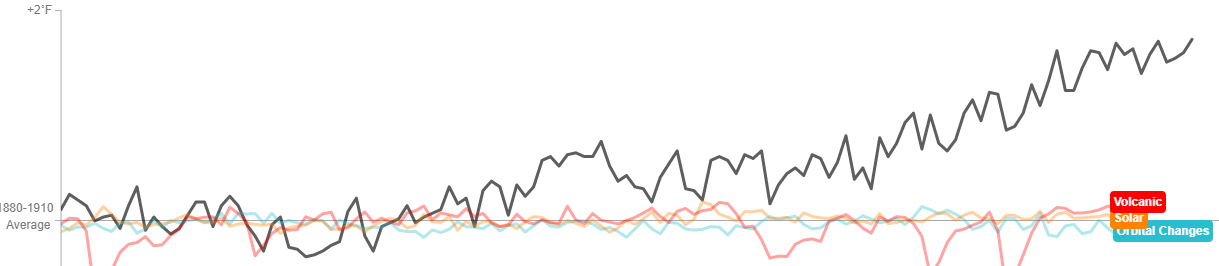 +2°F
1880-1910
Average
Volcanic
Solar
Orbital Changes